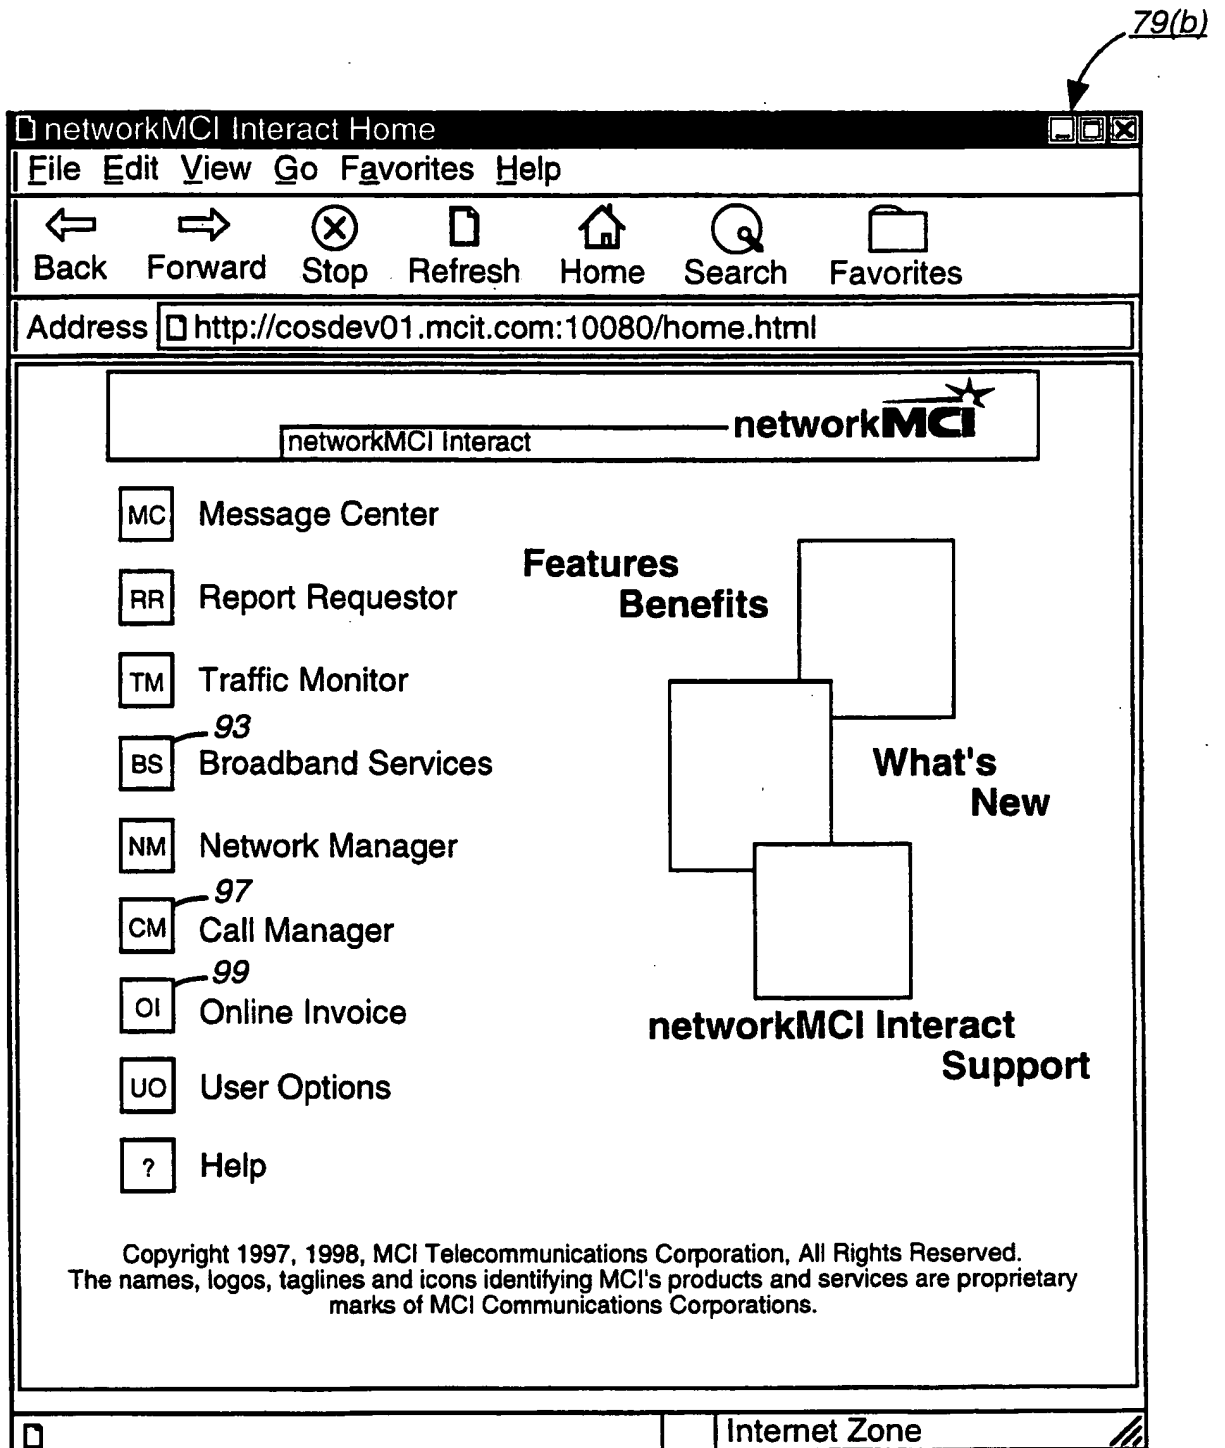 79(b)
networkMCI Interact Home
File Edit View Go Favorites Help
Back Forward Stop Refresh Home Search Favorites
Address http://cosdev01.mcit.com:10080/home.html
networkMCI
networkMCI Interact
MC Message Center
Features
Benefits
RR Report Requestor
TM Traffic Monitor
93
BS Broadband Services
What's
New
NM Network Manager
97
CM Call Manager
99
OI Online Invoice
networkMCI Interact
Support
UO User Options
? Help
Copyright 1997, 1998, MCI Telecommunications Corporation, All Rights Reserved.
The names, logos, taglines and icons identifying MCI's products and services are proprietary
marks of MCI Communications Corporations.
Internet Zone